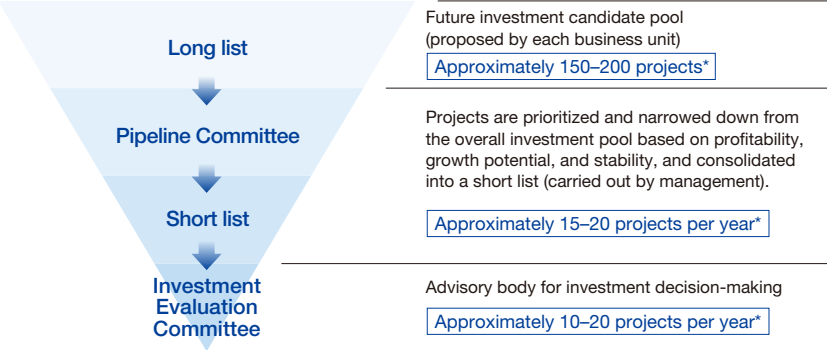 Long list
Future investment candidate pool
(proposed by each business unit)
Approximately 150–200 projects*
Pipeline Committee
Projects are prioritized and narrowed down from
the overall investment pool based on profitability,
growth potential, and stability, and consolidated
into a short list (carried out by management).
Short list
Approximately 15–20 projects per year*
Investment
Evaluation
Committee
Advisory body for investment decision-making
Approximately 10–20 projects per year*